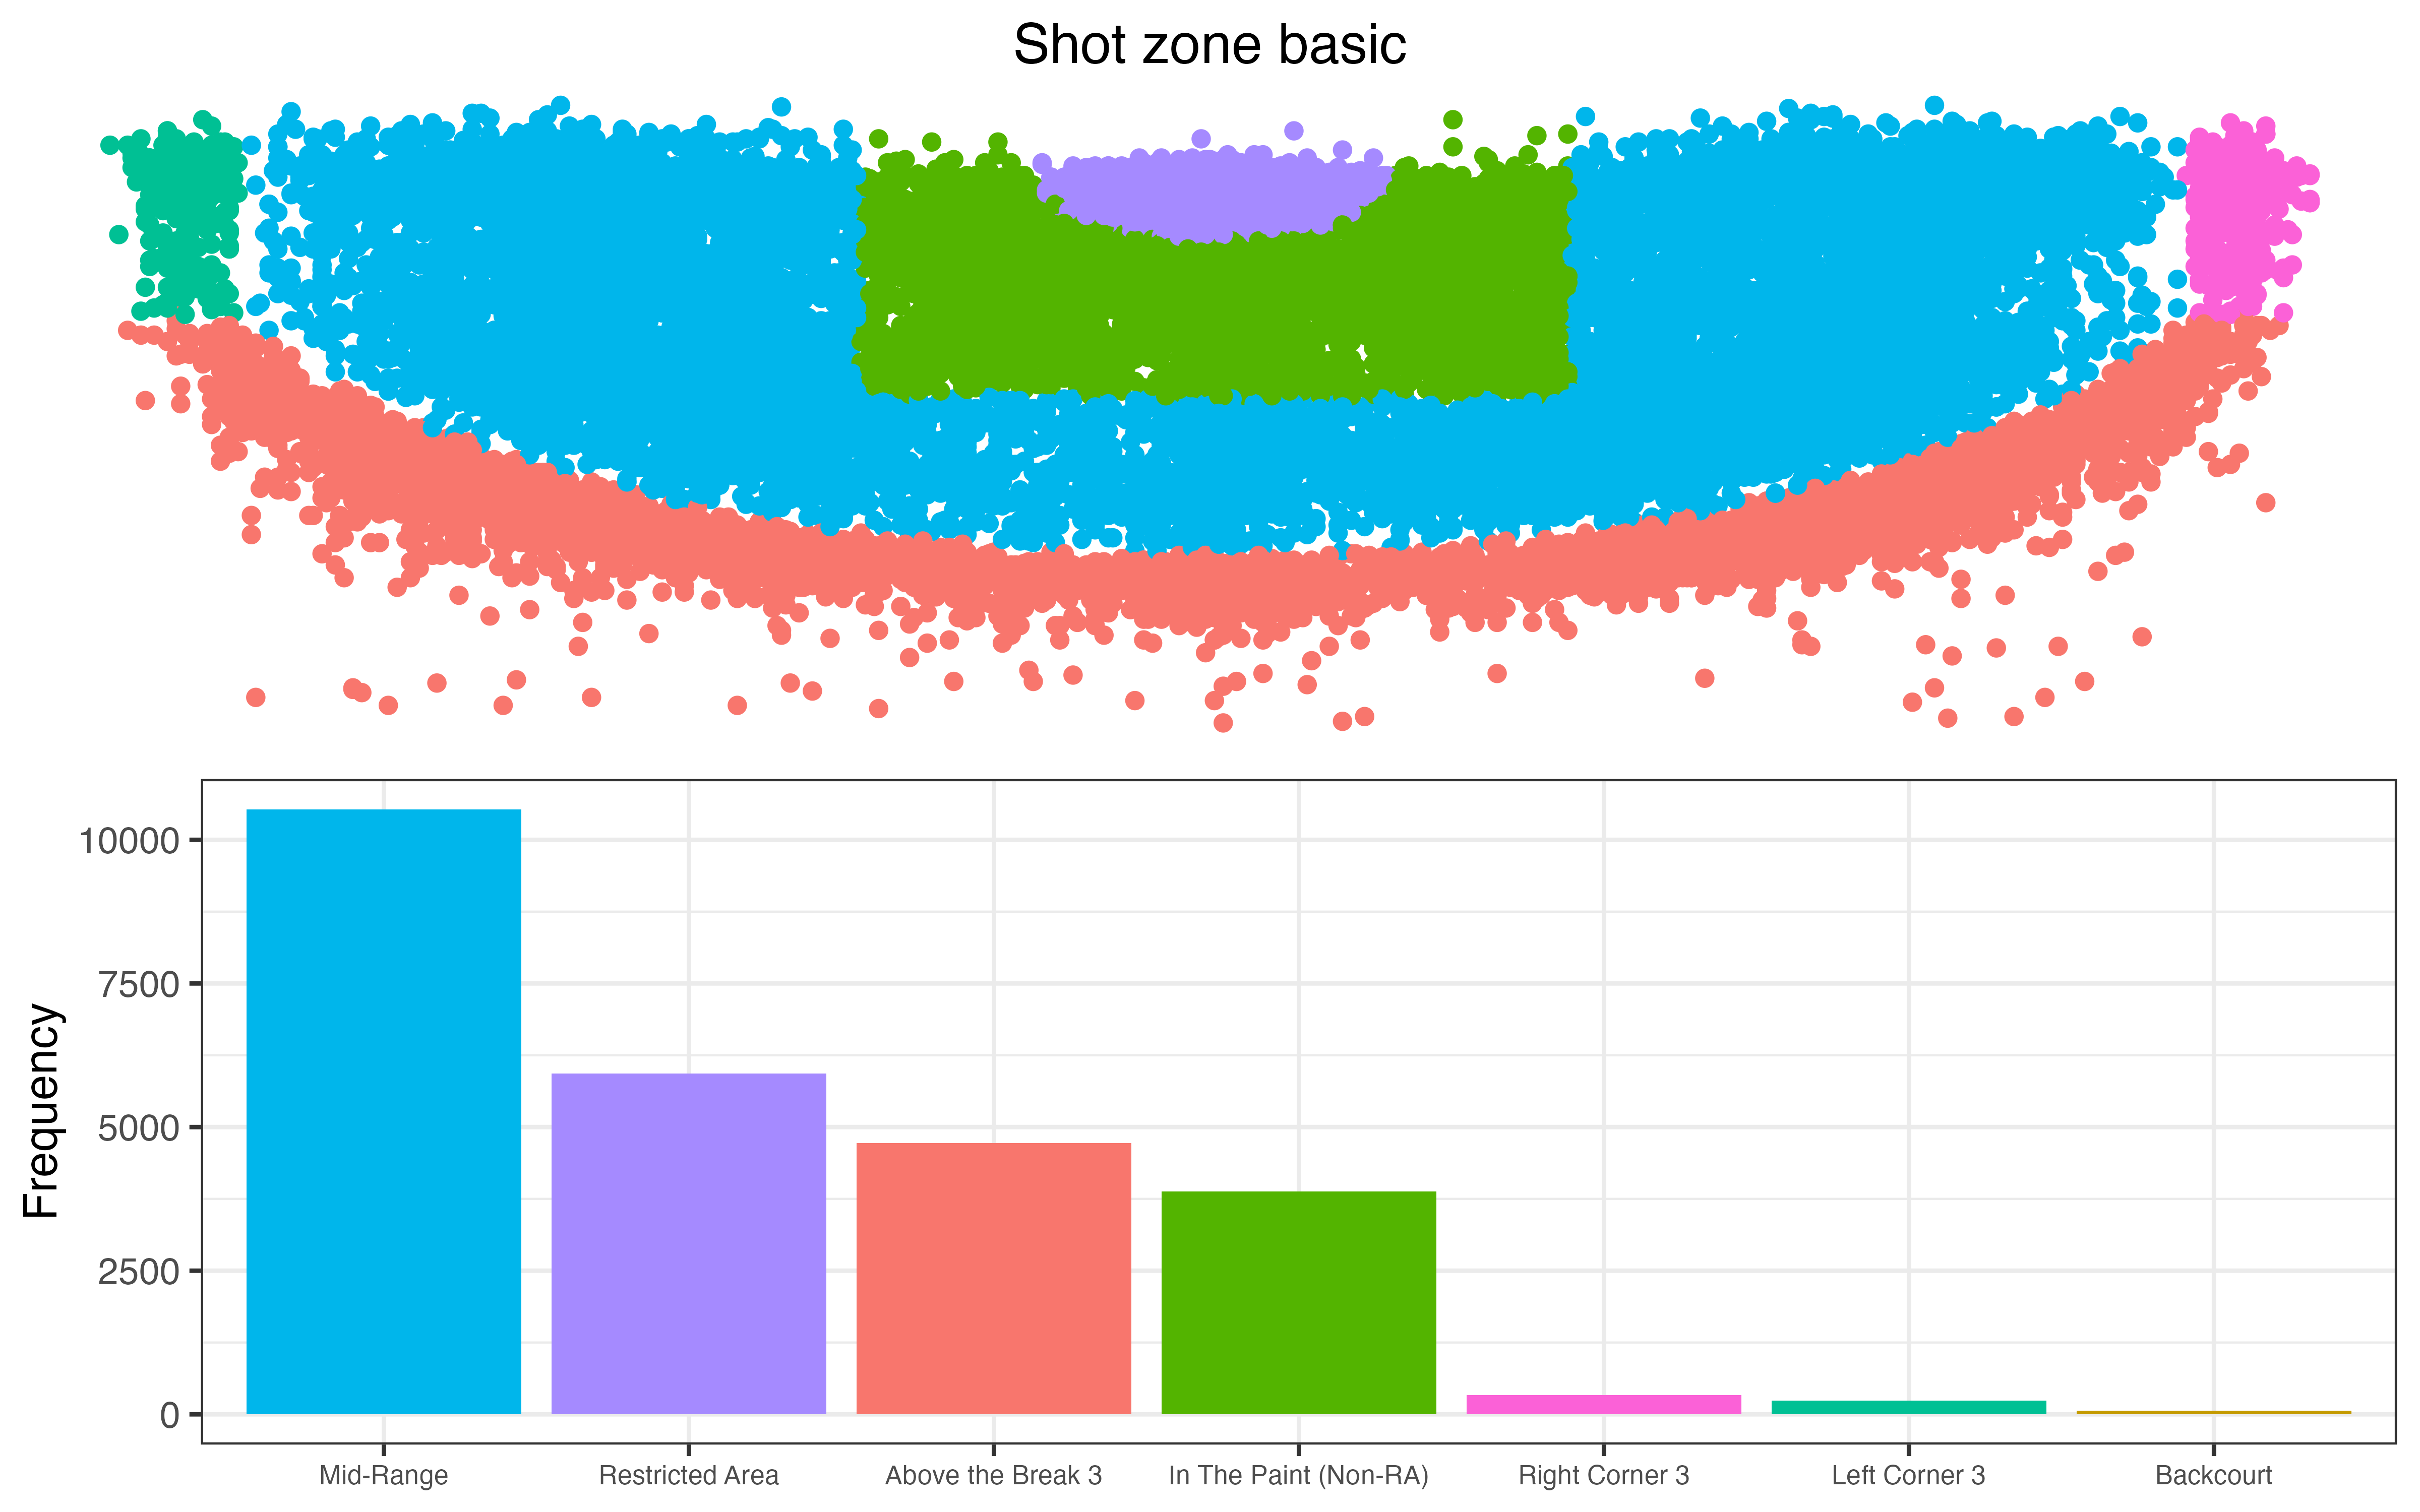 Shot zone basic
Frequency
10000
7500
5000
2500
0
Mid-Range
Restricted Area
Above the Break 3
In The Paint (Non-RA)
Right Corner 3
Left Corner 3
Backcourt